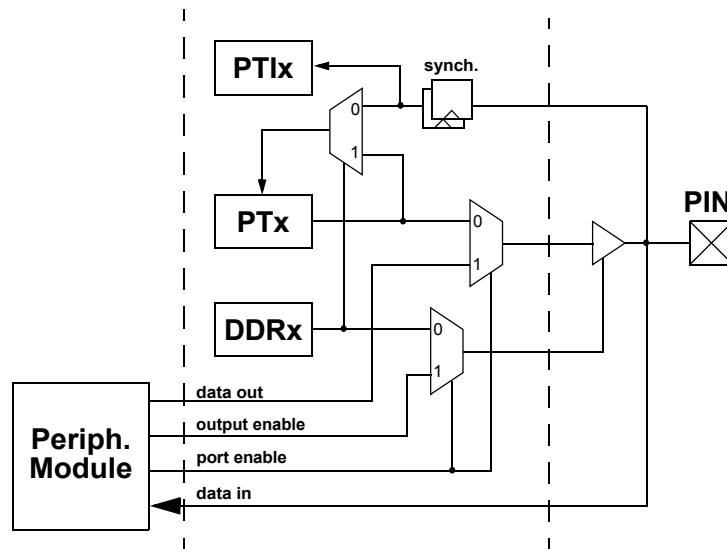 PTIx
synch.
0
1
PTx
PIN
0
1
DDRx
0
1
data out
output enable
Periph.
Module
port enable
data in